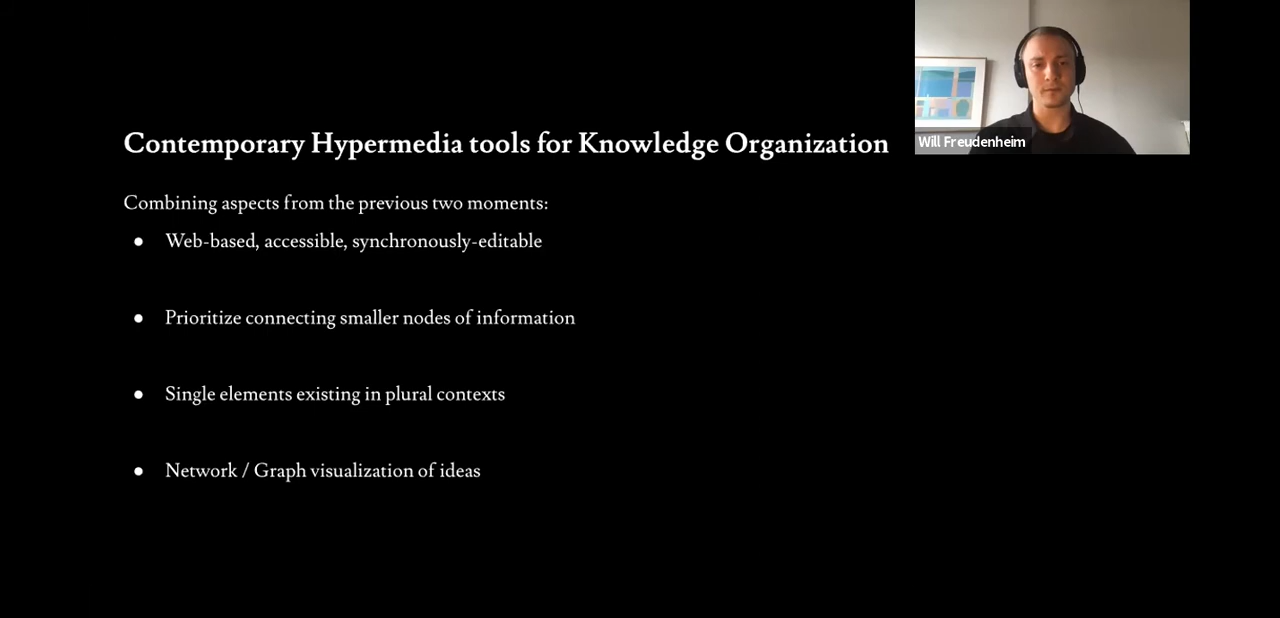 Contemporary Hypermedia tools for Knowledge Organization
Will Freudenheim
Combining aspects from the previous two moments:
● Web-based, accessible, synchronously-editable
● Prioritize connecting smaller nodes of information
● Single elements existing in plural contexts
● Network / Graph visualization of ideas